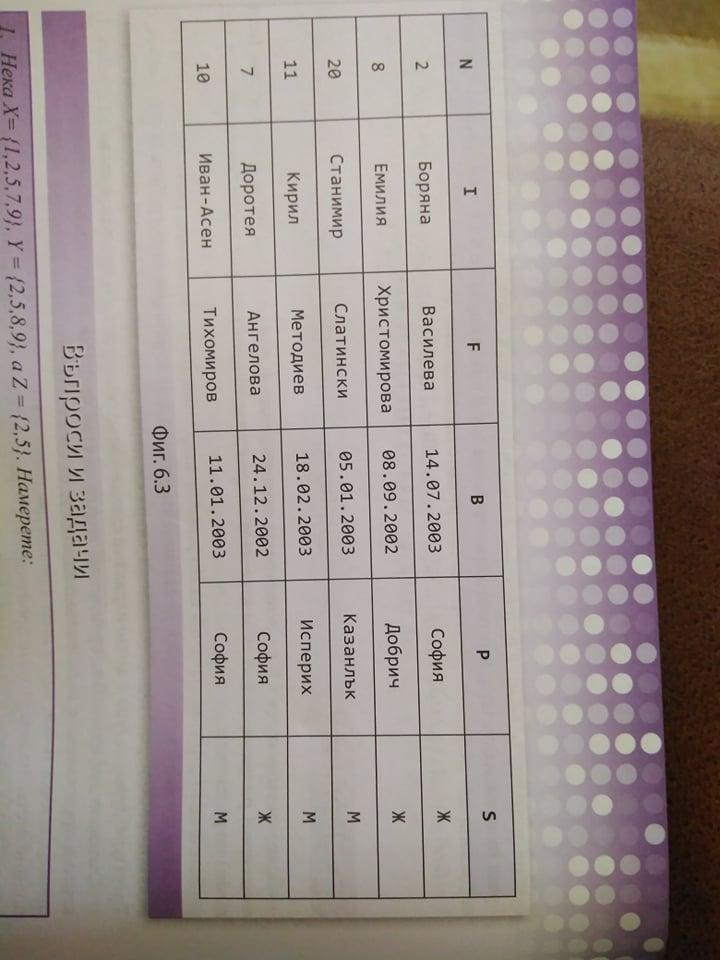 N I F B P S
2 Боряна Василева 14.07.2003 София Ж
8 Емилия Христомирова 08.09.2002 Добрич Ж
20 Станимир Слатински 05.01.2003 Казанлък М
11 Кирил Методиев 18.02.2003 Исперих М
7 Доротея Ангелова 24.12.2002 София Ж
10 Иван-Асен Тихомиров 11.01.2003 София М
Фиг.6.3
Въпроси и задачи
1. Нека X= {1,2,5,7,9}, Y = {2,5,8,9}, а Z = {2,5}. Намерете: